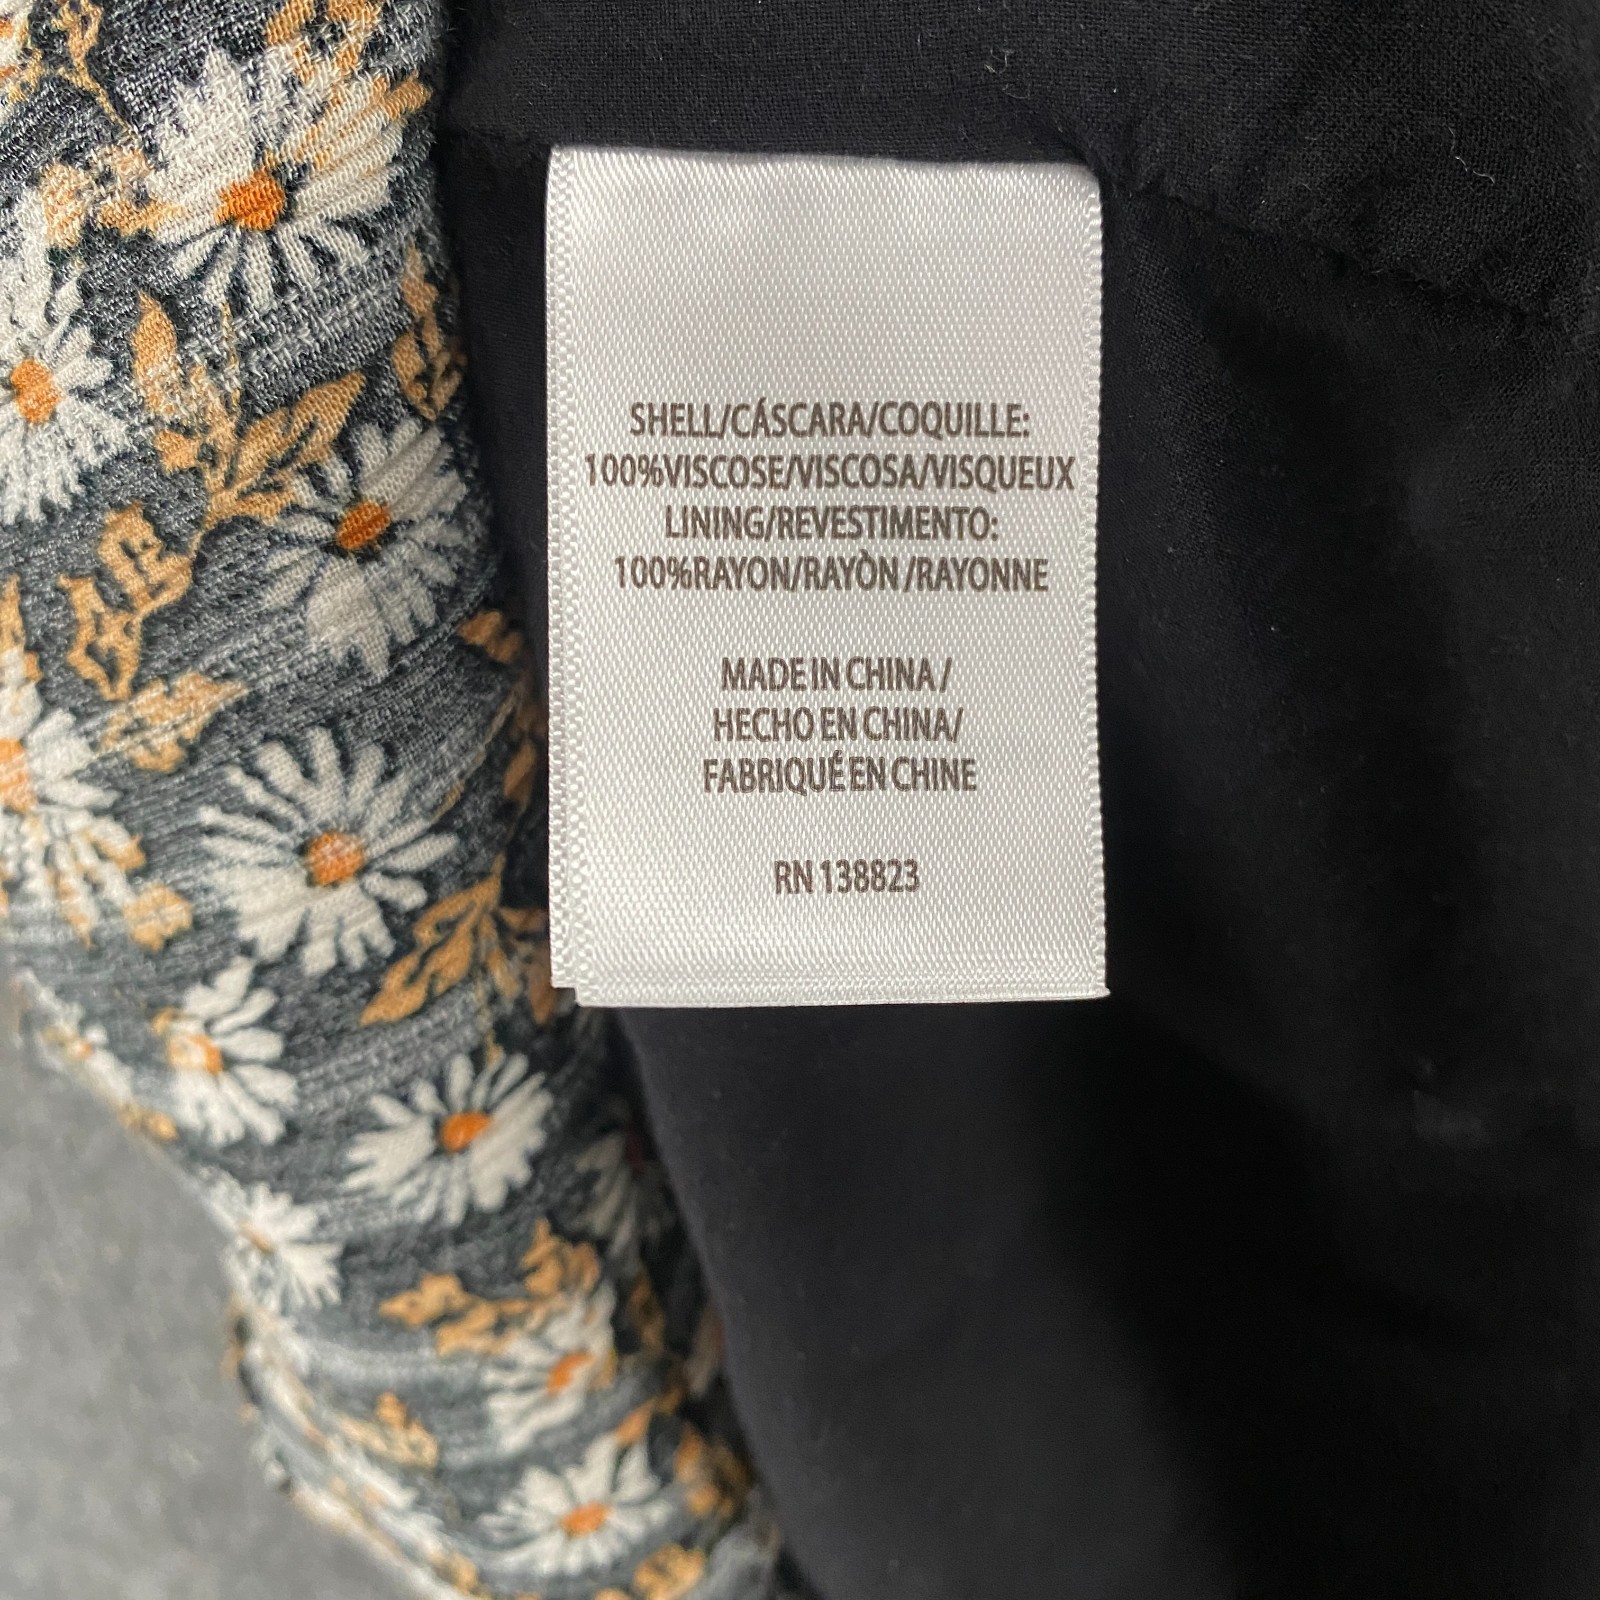 SHELL/CÁSCARA/COQUILLE:
100%VISCOSE/VISCOSA/VISQUEUX
LINING/REVESTIMENTO:
100%RAYON/RAYÒN /RAYONNE
MADE IN CHINA /
HECHO EN CHINA/
FABRIQUÉ EN CHINE
RN 138823